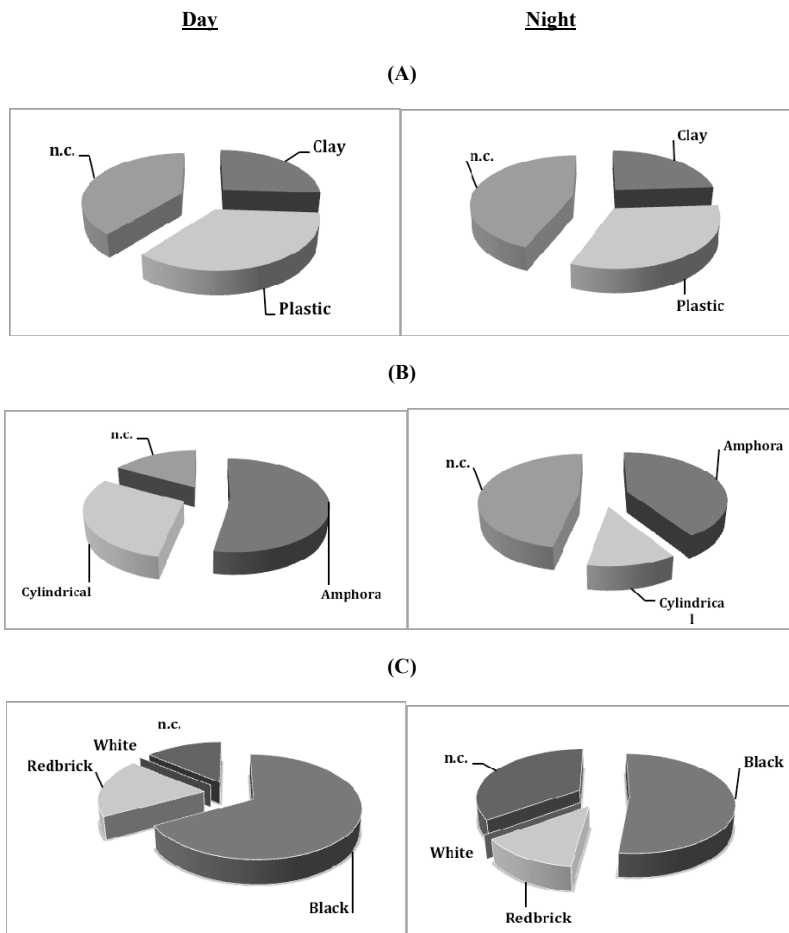 Day Night
(A)
n.c. Clay
Plastic
n.c. Clay
Plastic
(B)
n.c.
Cylindrical Amphora
n.c. Amphora
Cylindrica
l
(C)
n.c.
White
Redbrick
Black
n.c. Black
White
Redbrick